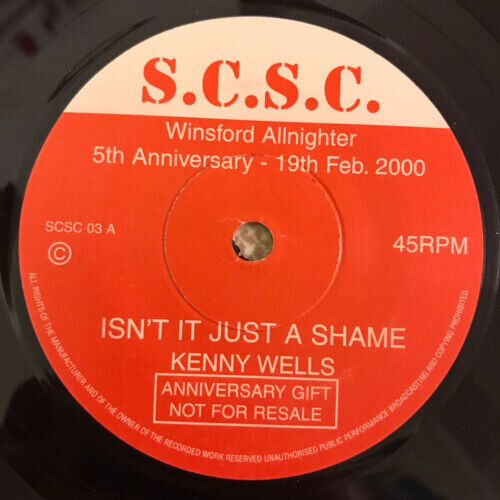 S.C.S.C.
Winsford Allnighter
5th Anniversary - 19th Feb. 2000
SCSC 03 A
©
45RPM
ISN'T IT JUST A SHAME
KENNY WELLS
ANNIVERSARY GIFT
NOT FOR RESALE
ALL RIGHTS OF THE MANUFACTURER AND OF THE OWNER OF THE RECORDED WORK RESERVED UNAUTHORISED PUBLIC PERFORMANCE BROADCASTING AND COPYING PROHIBITED